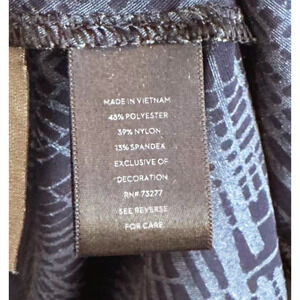 MADE IN VIETNAM
48% POLYESTER
39% NYLON
13% SPANDEX
EXCLUSIVE OF
DECORATION
RN# 73277
SEE REVERSE
FOR CARE